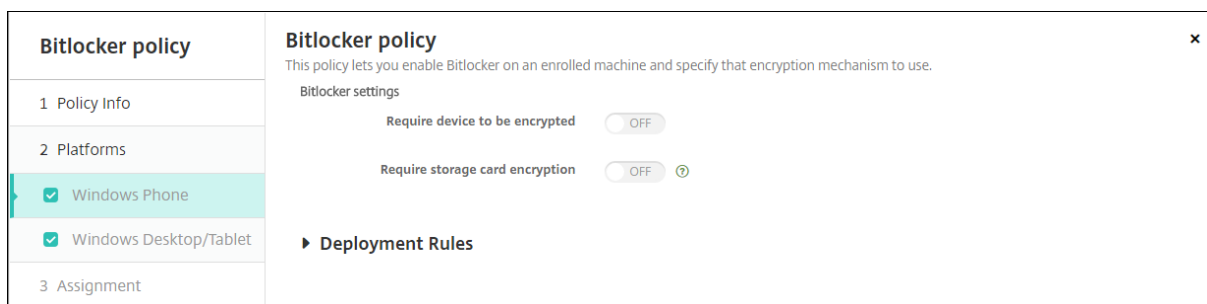 Bitlocker policy
1 Policy Info
2 Platforms
Windows Phone
Windows Desktop/Tablet
3 Assignment
Bitlocker policy
This policy lets you enable Bitlocker on an enrolled machine and specify that encryption mechanism to use.
Bitlocker settings
Require device to be encrypted OFF
Require storage card encryption OFF ?
Deployment Rules